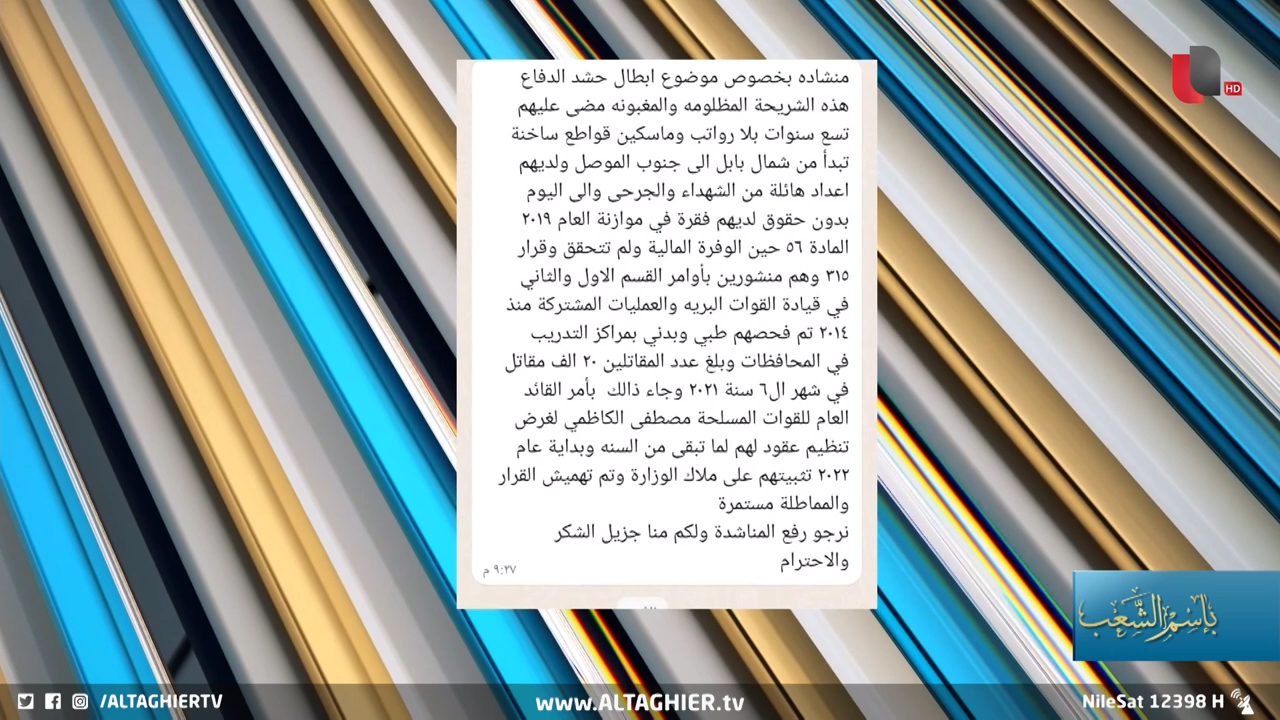 منشاده بخصوص موضوع ابطال حشد الدفاع
هذه الشريحة المظلومه والمغبونه مضى عليهم
تسع سنوات بلا رواتب وماسكين قواطع ساخنة
تبدأ من شمال بابل الى جنوب الموصل ولديهم
اعداد هائلة من الشهداء والجرحى والى اليوم
بدون حقوق لديهم فقرة في موازنة العام ٢٠١٩
المادة ٥٦ حين الوفرة المالية ولم تتحقق وقرار
٣١٥ وهم منشورين بأوامر القسم الاول والثاني
في قيادة القوات البريه والعمليات المشتركة منذ
٢٠١٤ تم فحصهم طبي وبدني بمراكز التدريب
في المحافظات وبلغ عدد المقاتلين ٢٠ الف مقاتل
في شهر ال٦ سنة ٢٠٢١ وجاء ذالك بأمر القائد
العام للقوات المسلحة مصطفى الكاظمي لغرض
تنظيم عقود لهم لما تبقى من السنه وبداية عام
٢٠٢٢ تثبيتهم على ملاك الوزارة وتم تهميش القرار
والمماطلة مستمرة
نرجو رفع المناشدة ولكم منا جزيل الشكر
والاحترام
٩:٢٧ م
HD
بإسم الشَّعب
/ALTAGHIERTV
www.ALTAGHIER.tv
NileSat 12398 H